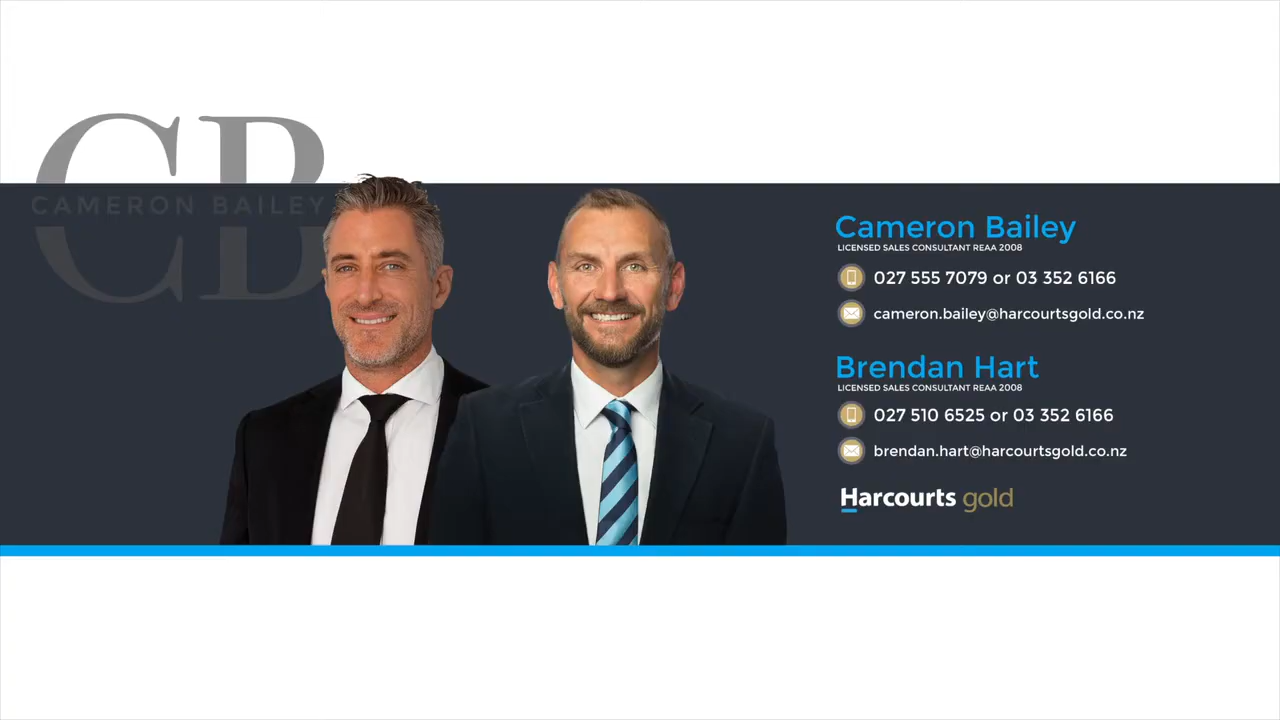 CB
CAMERON BAILEY
Cameron Bailey
LICENSED SALES CONSULTANT REAA 2008
027 555 7079 or 03 352 6166
cameron.bailey@harcourtsgold.co.nz
Brendan Hart
LICENSED SALES CONSULTANT REAA 2008
027 510 6525 or 03 352 6166
brendan.hart@harcourtsgold.co.nz
Harcourts gold